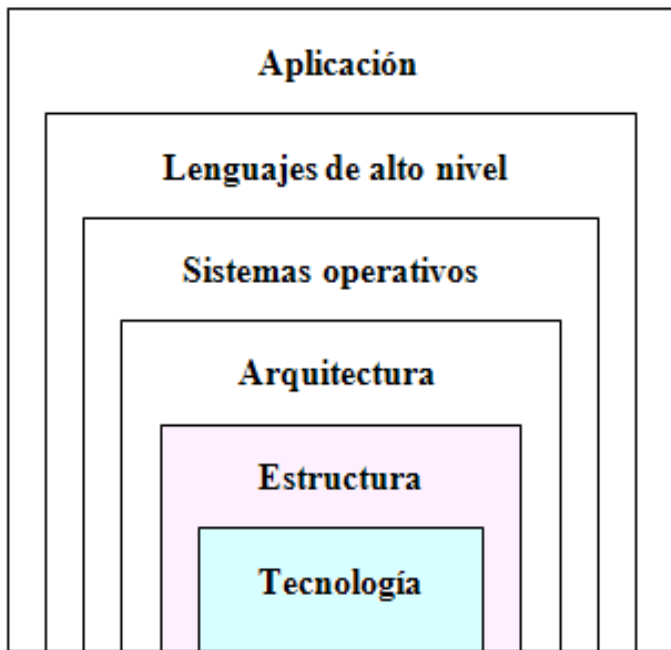 Aplicación
Lenguajes de alto nivel
Sistemas operativos
Arquitectura
Estructura
Tecnología